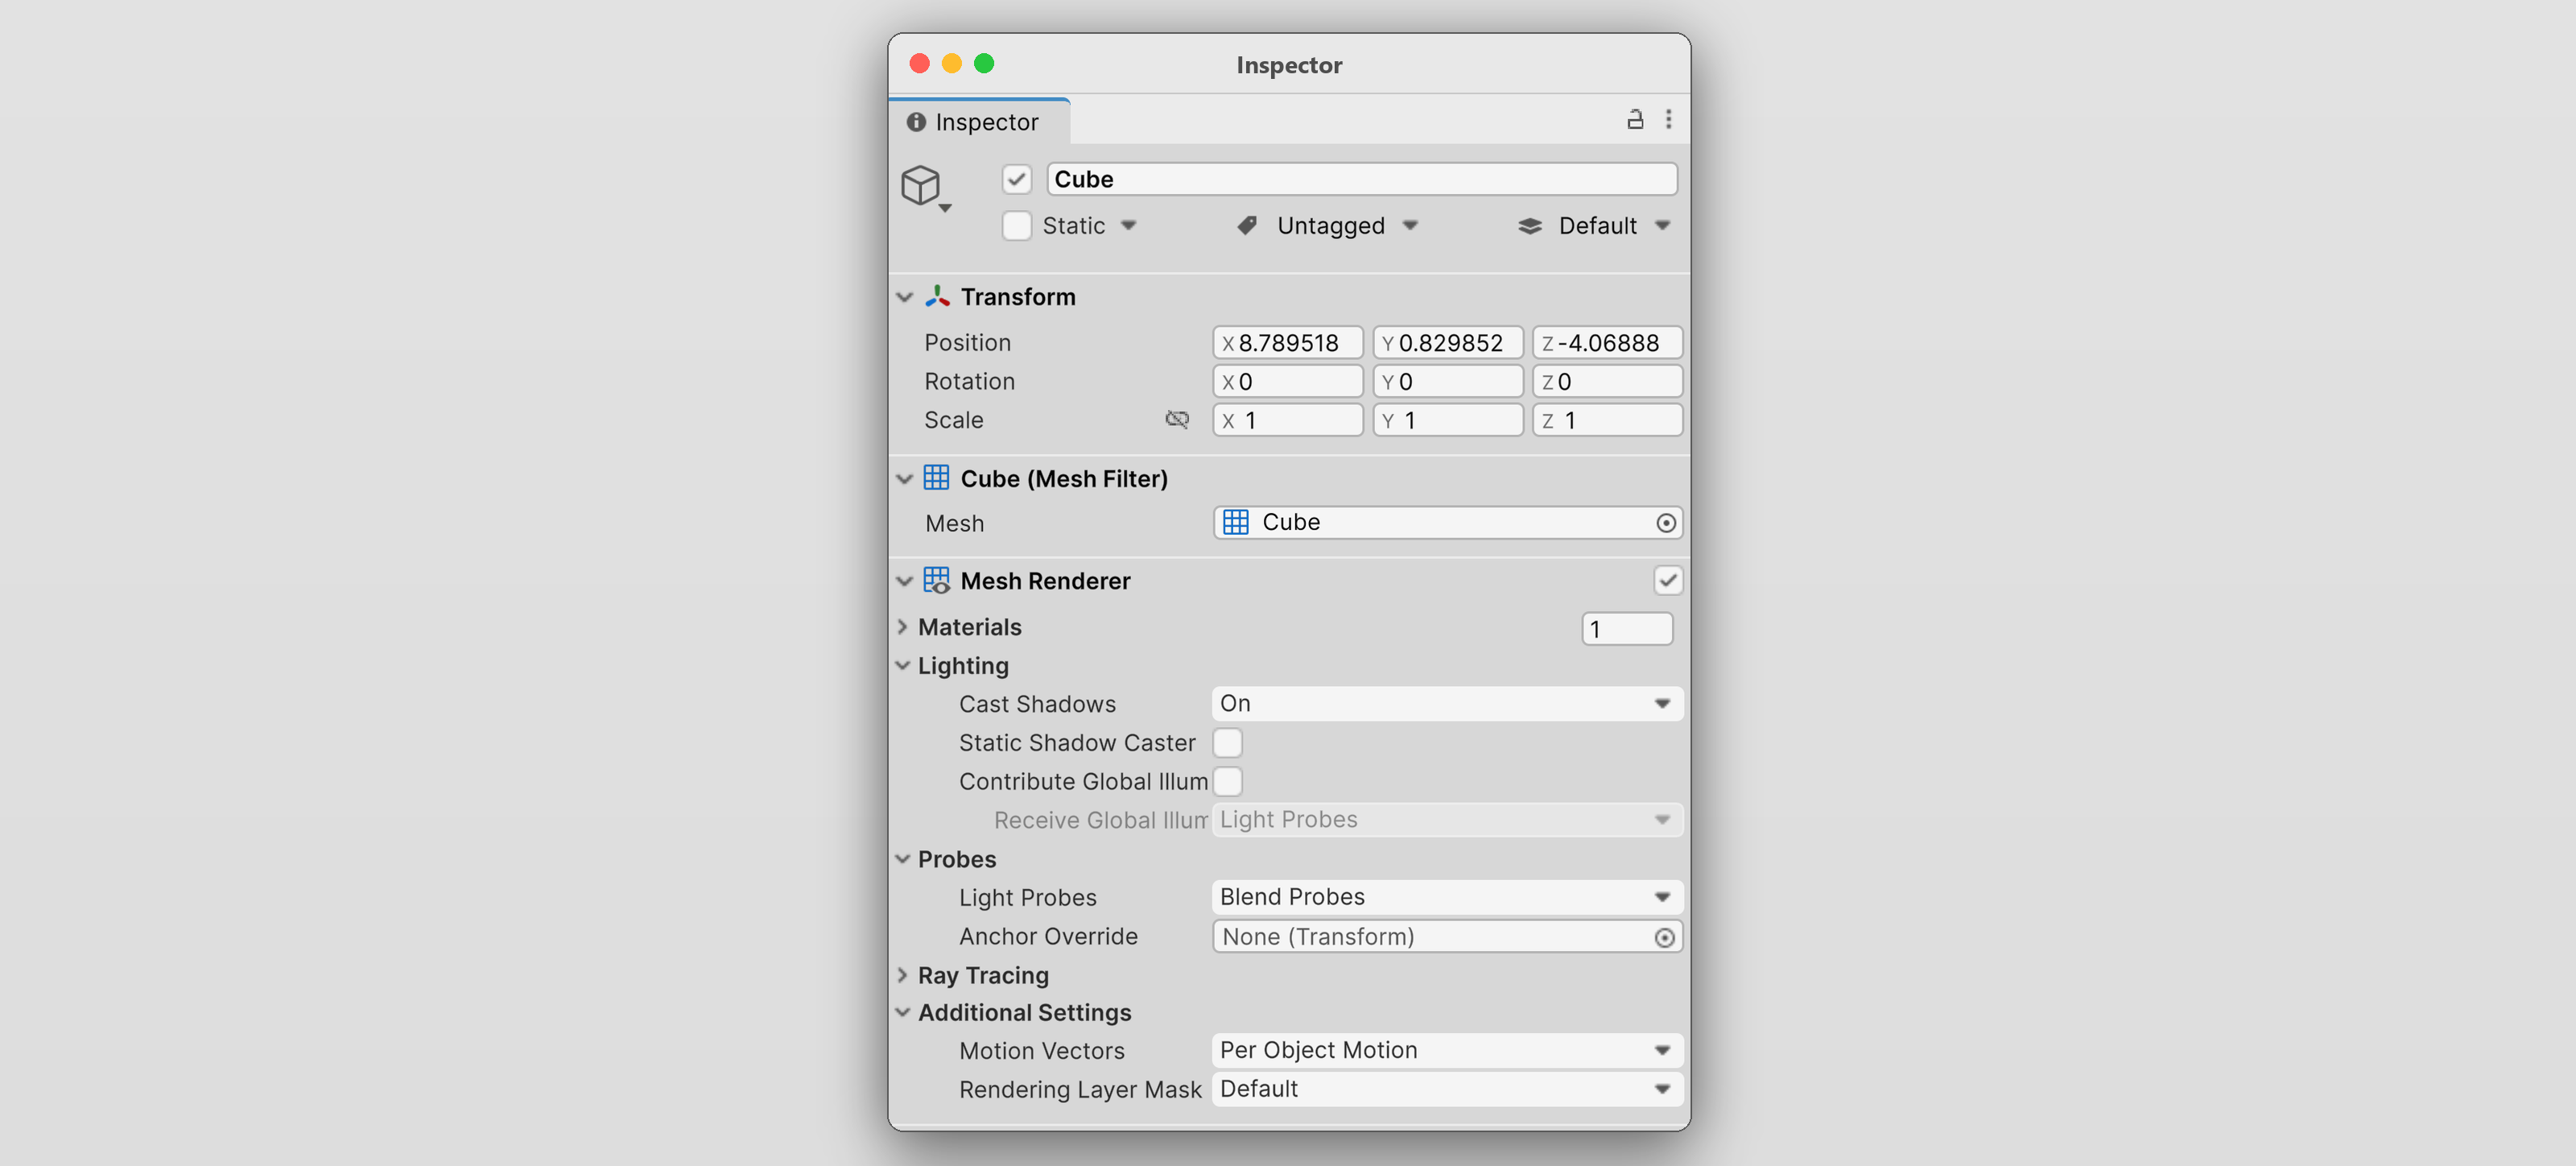 Inspector
Inspector
Cube
Static Untagged Default
Transform
Position X 8.789518 Y 0.829852 Z -4.06888
Rotation X 0 Y 0 Z 0
Scale X 1 Y 1 Z 1
Cube (Mesh Filter)
Mesh Cube
Mesh Renderer
Materials 1
Lighting
Cast Shadows On
Static Shadow Caster
Contribute Global Illum
Receive Global Illum Light Probes
Probes
Light Probes Blend Probes
Anchor Override None (Transform)
Ray Tracing
Additional Settings
Motion Vectors Per Object Motion
Rendering Layer Mask Default